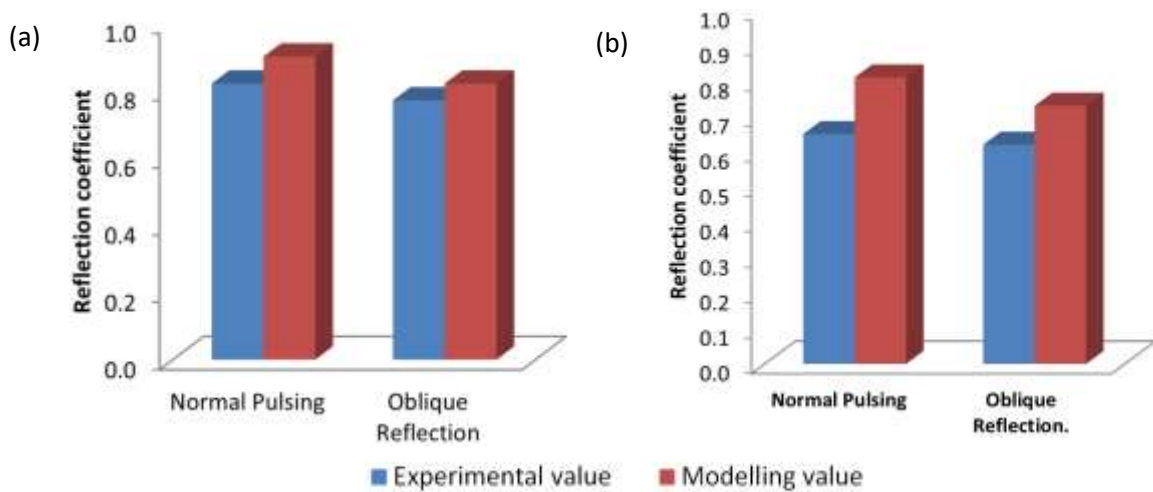 (a)
Reflection coefficient
1.0
0.8
0.6
0.4
0.2
0.0
Normal Pulsing
Oblique
Reflection
(b)
Reflection coefficient
1.0
0.9
0.8
0.7
0.6
0.5
0.4
0.3
0.2
0.1
0.0
Normal Pulsing
Oblique
Reflection.
Experimental value
Modelling value